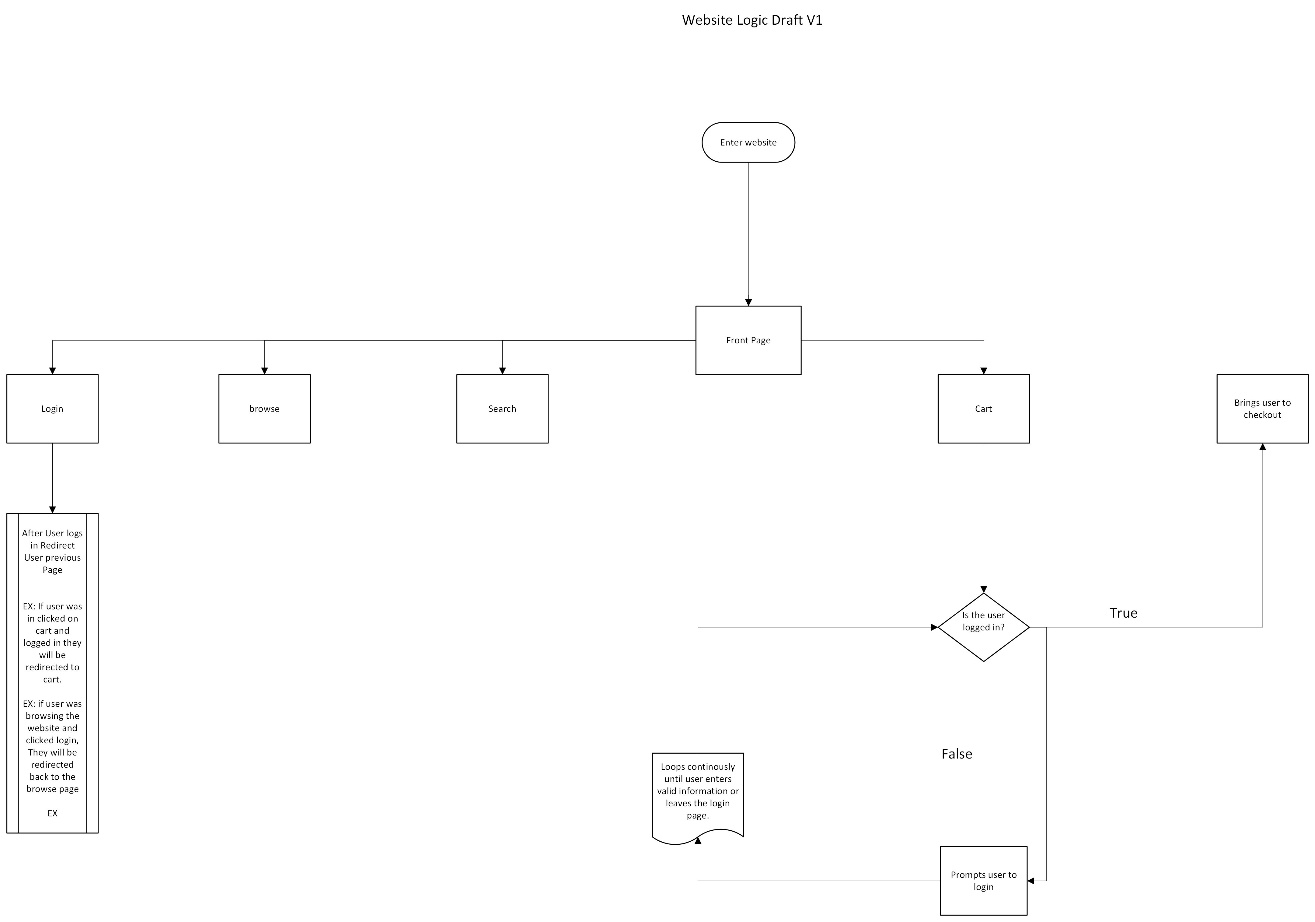 Website Logic Draft V1
Enter website
Front Page
Login
browse
Search
Cart
Brings user to
checkout
After User logs
in Redirect
User previous
Page
EX: If user was
in clicked on
cart and
logged in they
will be
redirected to
cart.
EX: if user was
browsing the
website and
clicked login,
They will be
redirected
back to the
browse page
EX
Is the user
logged in?
True
False
Loops continously
until user enters
valid information or
leaves the login
page.
Prompts user to
login